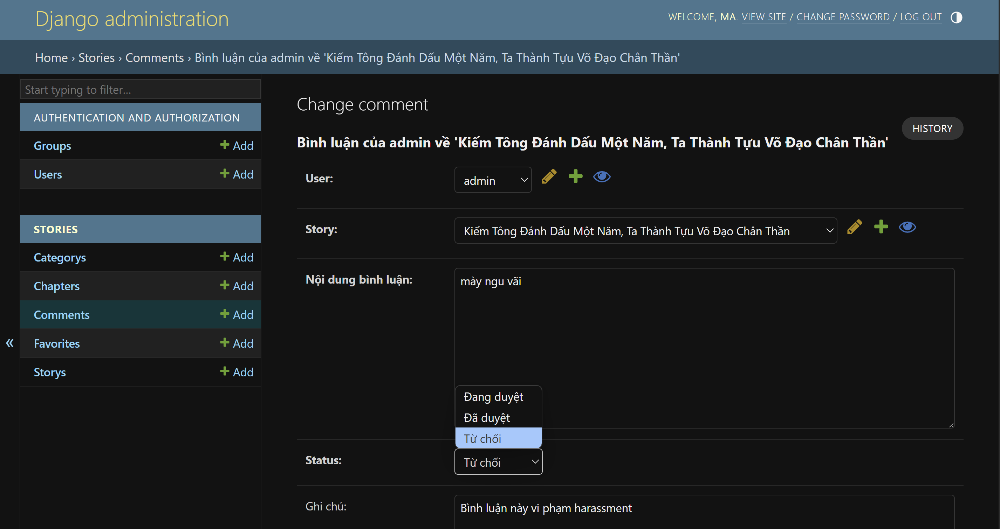 Django administration
WELCOME, MA. VIEW SITE / CHANGE PASSWORD / LOG OUT
Home › Stories › Comments › Bình luận của admin về 'Kiếm Tông Đánh Dấu Một Năm, Ta Thành Tựu Võ Đạo Chân Thần'
Start typing to filter...
AUTHENTICATION AND AUTHORIZATION
Groups Add
Users Add
STORIES
Categorys Add
Chapters Add
Comments Add
Favorites Add
Storys Add
«
Change comment
HISTORY
Bình luận của admin về 'Kiếm Tông Đánh Dấu Một Năm, Ta Thành Tựu Võ Đạo Chân Thần'
User: admin
Story: Kiếm Tông Đánh Dấu Một Năm, Ta Thành Tựu Võ Đạo Chân Thần
Nội dung bình luận: mày ngu vãi
Đang duyệt
Đã duyệt
Từ chối
Status: Từ chối
Ghi chú: Bình luận này vi phạm harassment